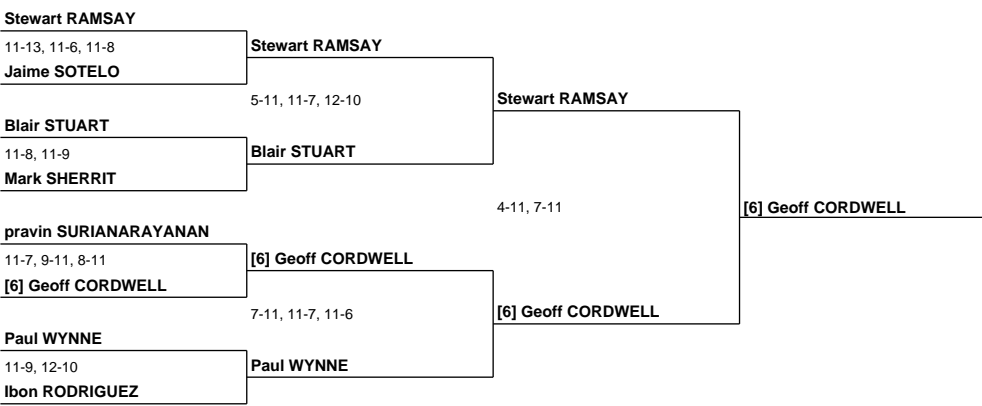 Stewart RAMSAY
11-13, 11-6, 11-8
Jaime SOTELO
Stewart RAMSAY
5-11, 11-7, 12-10
Stewart RAMSAY
Blair STUART
11-8, 11-9
Mark SHERRIT
Blair STUART
4-11, 7-11
[6] Geoff CORDWELL
pravin SURIANARAYANAN
11-7, 9-11, 8-11
[6] Geoff CORDWELL
[6] Geoff CORDWELL
7-11, 11-7, 11-6
[6] Geoff CORDWELL
Paul WYNNE
11-9, 12-10
Ibon RODRIGUEZ
Paul WYNNE